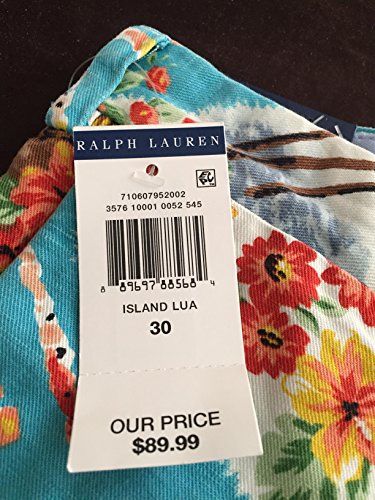 RALPH LAUREN
710607952002
3576 10001 0052 545
8 89697 88568 4
ISLAND LUA
30
OUR PRICE
$89.99